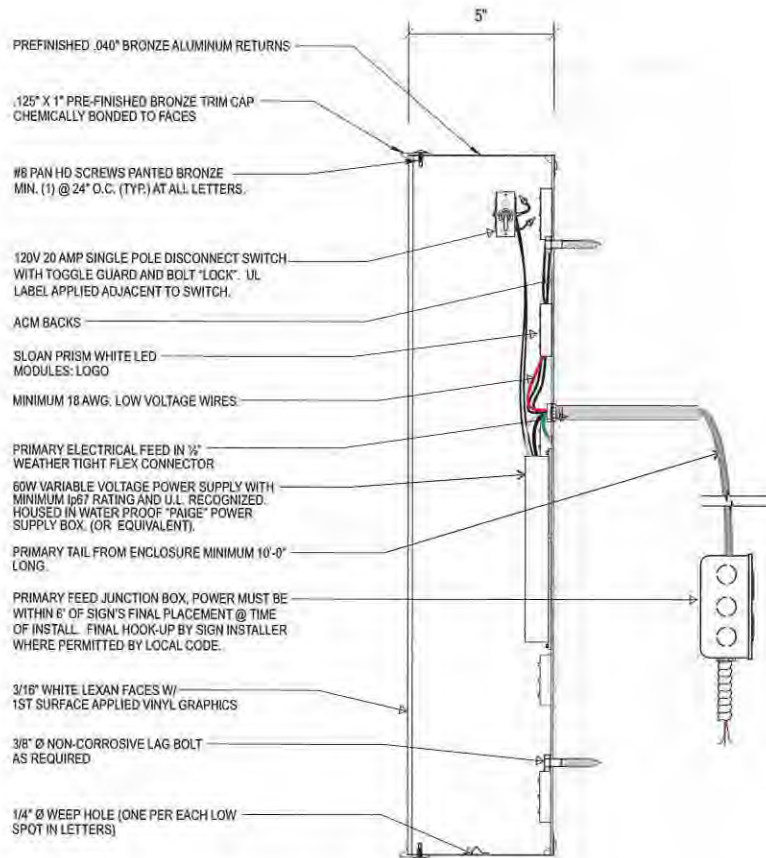 5"
PREFINISHED .040" BRONZE ALUMINUM RETURNS
.125" X 1" PRE-FINISHED BRONZE TRIM CAP
CHEMICALLY BONDED TO FACES
#8 PAN HD SCREWS PANTED BRONZE
MIN. (1) @ 24" O.C. (TYP.) AT ALL LETTERS.
120V 20 AMP SINGLE POLE DISCONNECT SWITCH
WITH TOGGLE GUARD AND BOLT "LOCK". UL
LABEL APPLIED ADJACENT TO SWITCH.
ACM BACKS
SLOAN PRISM WHITE LED
MODULES: LOGO
MINIMUM 18 AWG. LOW VOLTAGE WIRES
PRIMARY ELECTRICAL FEED IN
WEATHER TIGHT FLEX CONNECTOR
60W VARIABLE VOLTAGE POWER SUPPLY WITH
MINIMUM Ip67 RATING AND U.L. RECOGNIZED.
HOUSED IN WATER PROOF "PAIGE" POWER
SUPPLY BOX. (OR EQUIVALENT).
PRIMARY TAIL FROM ENCLOSURE MINIMUM 10'-0"
LONG.
PRIMARY FEED JUNCTION BOX, POWER MUST BE
WITHIN 6' OF SIGN'S FINAL PLACEMENT @ TIME
OF INSTALL. FINAL HOOK-UP BY SIGN INSTALLER
WHERE PERMITTED BY LOCAL CODE.
3/16" WHITE LEXAN FACES W/
1ST SURFACE APPLIED VINYL GRAPHICS
3/8" Ø NON-CORROSIVE LAG BOLT
AS REQUIRED
1/4" Ø WEEP HOLE (ONE PER EACH LOW
SPOT IN LETTERS)